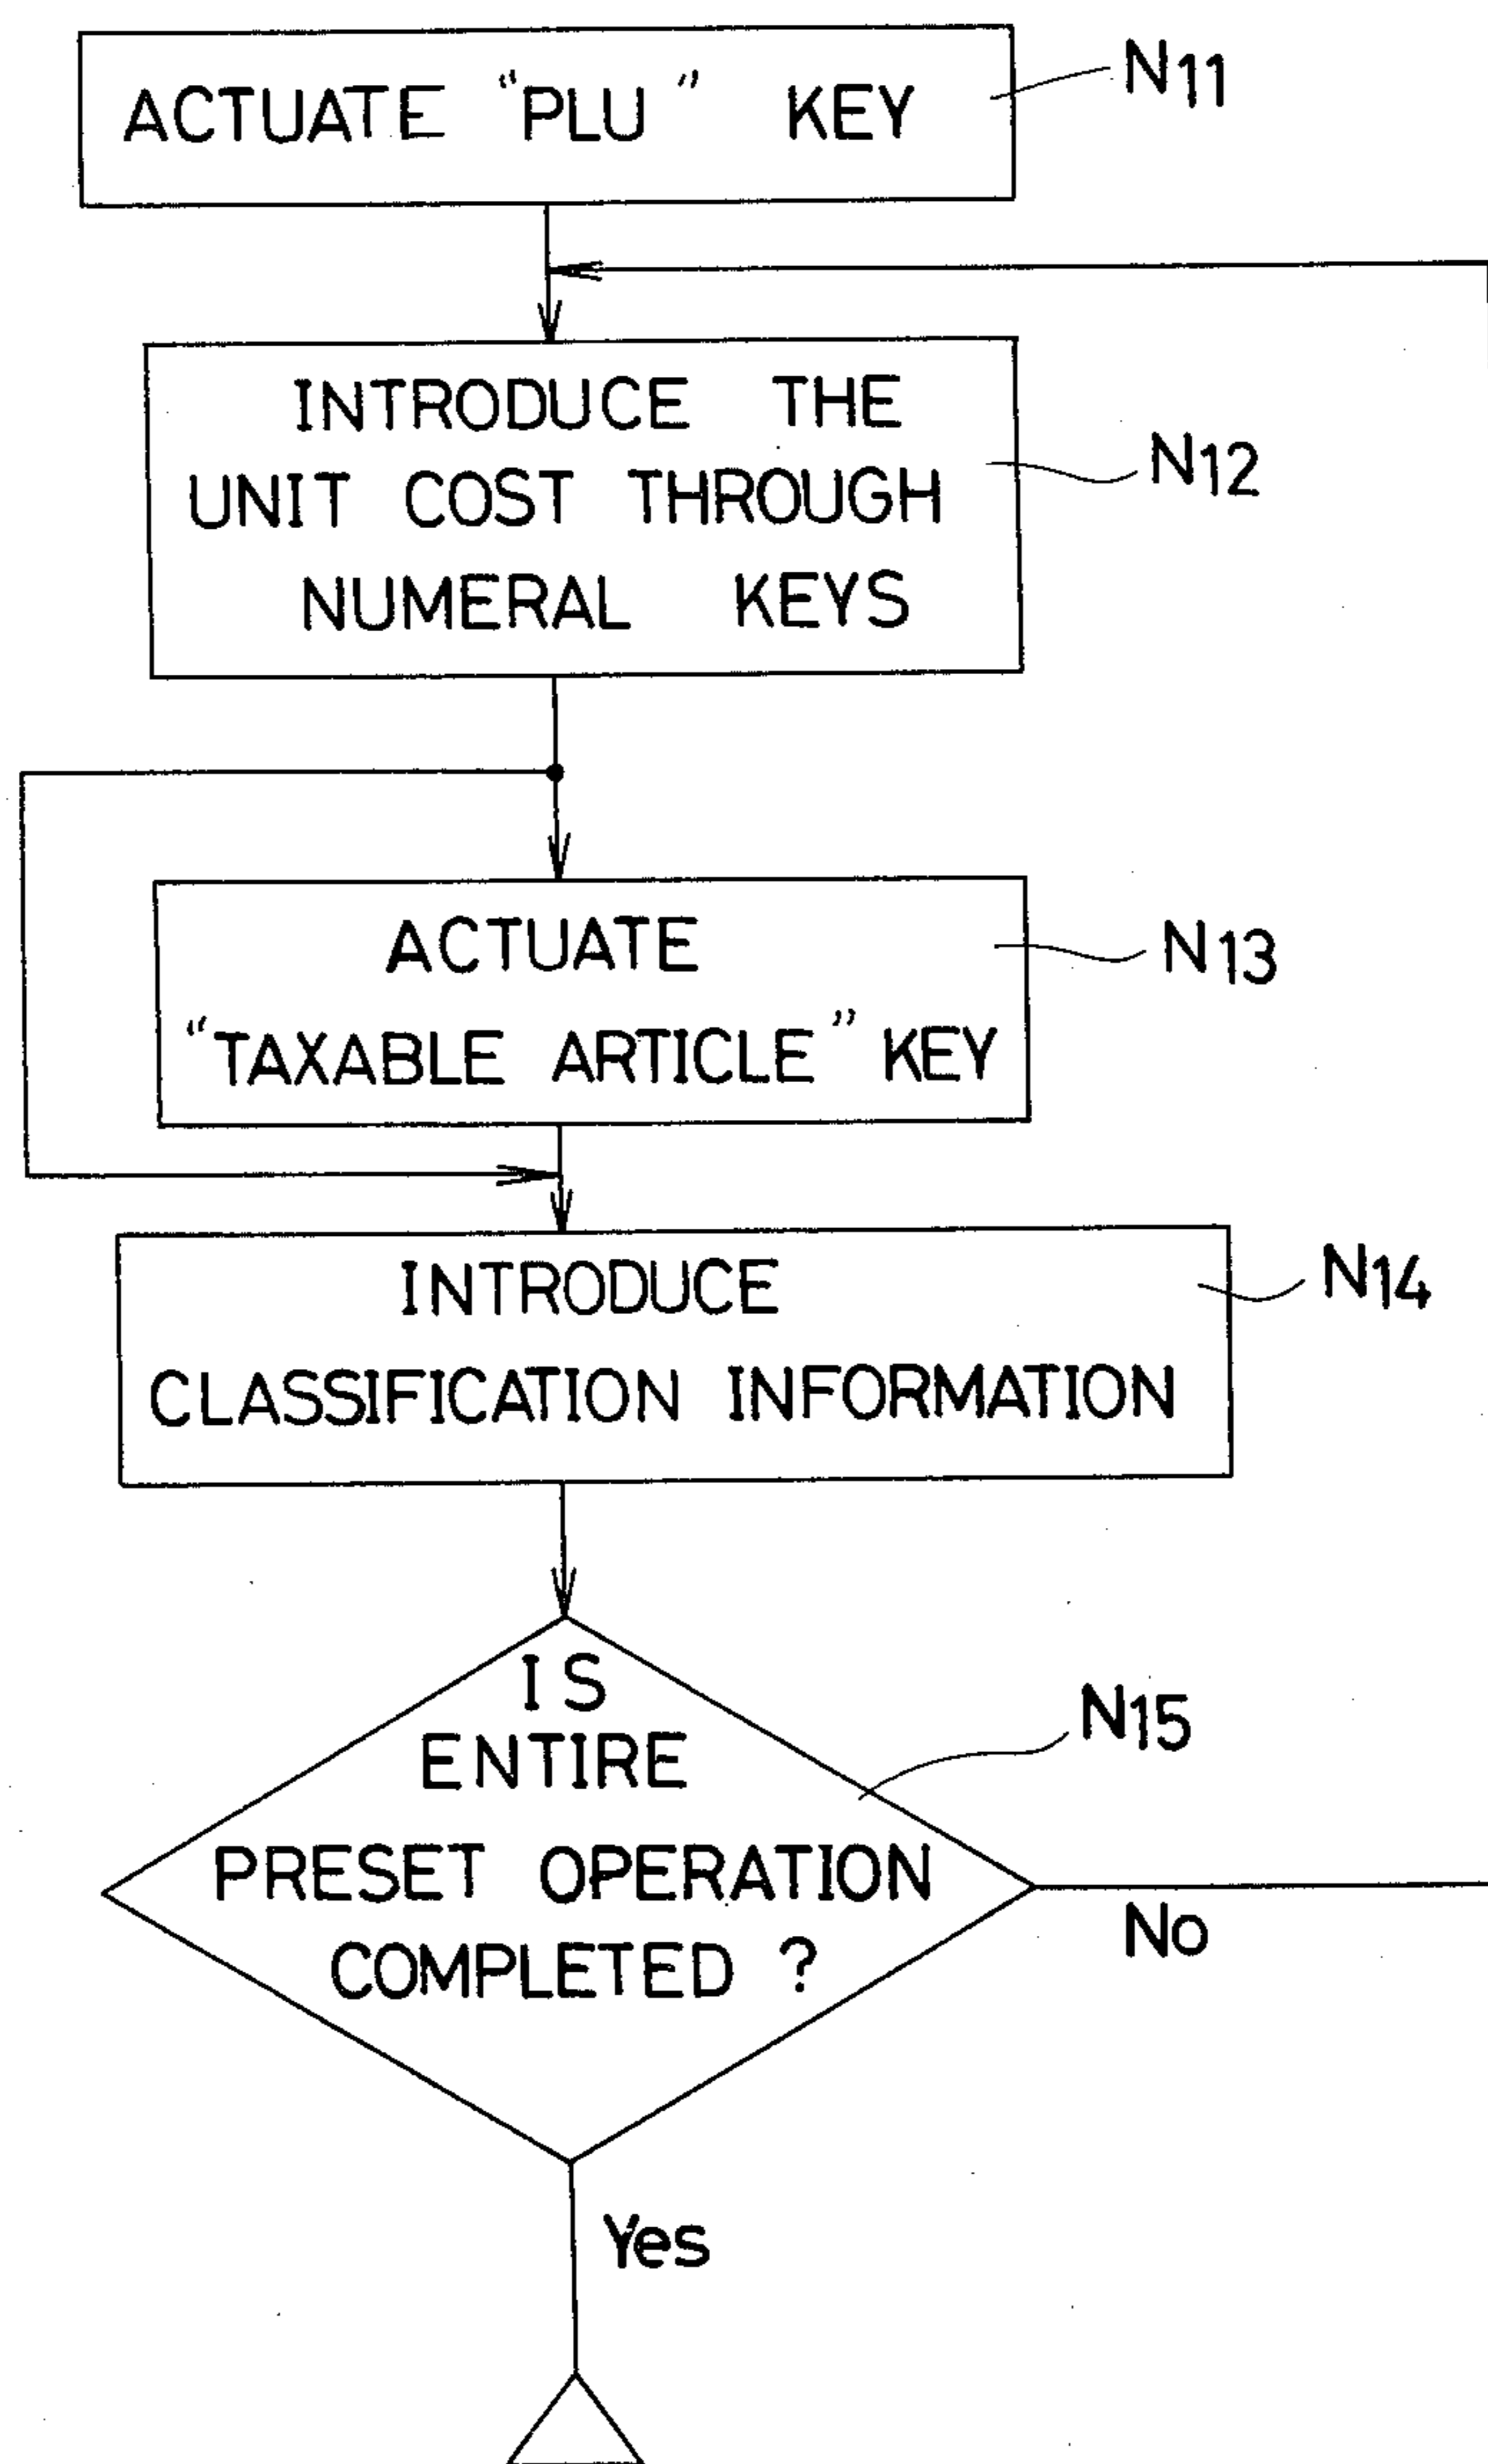 ACTUATE "PLU" KEY
N11
INTRODUCE THE
UNIT COST THROUGH
NUMERAL KEYS
N12
ACTUATE
"TAXABLE ARTICLE" KEY
N13
INTRODUCE
CLASSIFICATION INFORMATION
N14
IS
ENTIRE
PRESET OPERATION
COMPLETED ?
N15
No
Yes